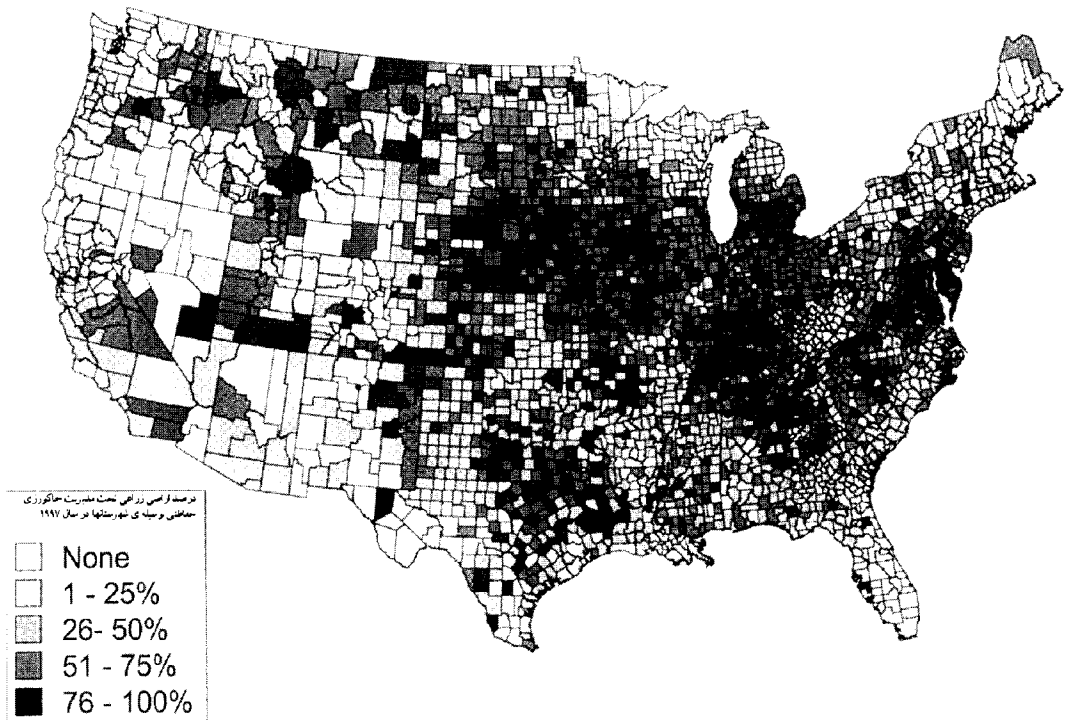 درصد اراضی زراعی تحت مدیریت خاکورزی
حفاظتی بوسیله ی شهرستانها در سال ۱۹۹۷
None
1 - 25%
26- 50%
51 - 75%
76 - 100%